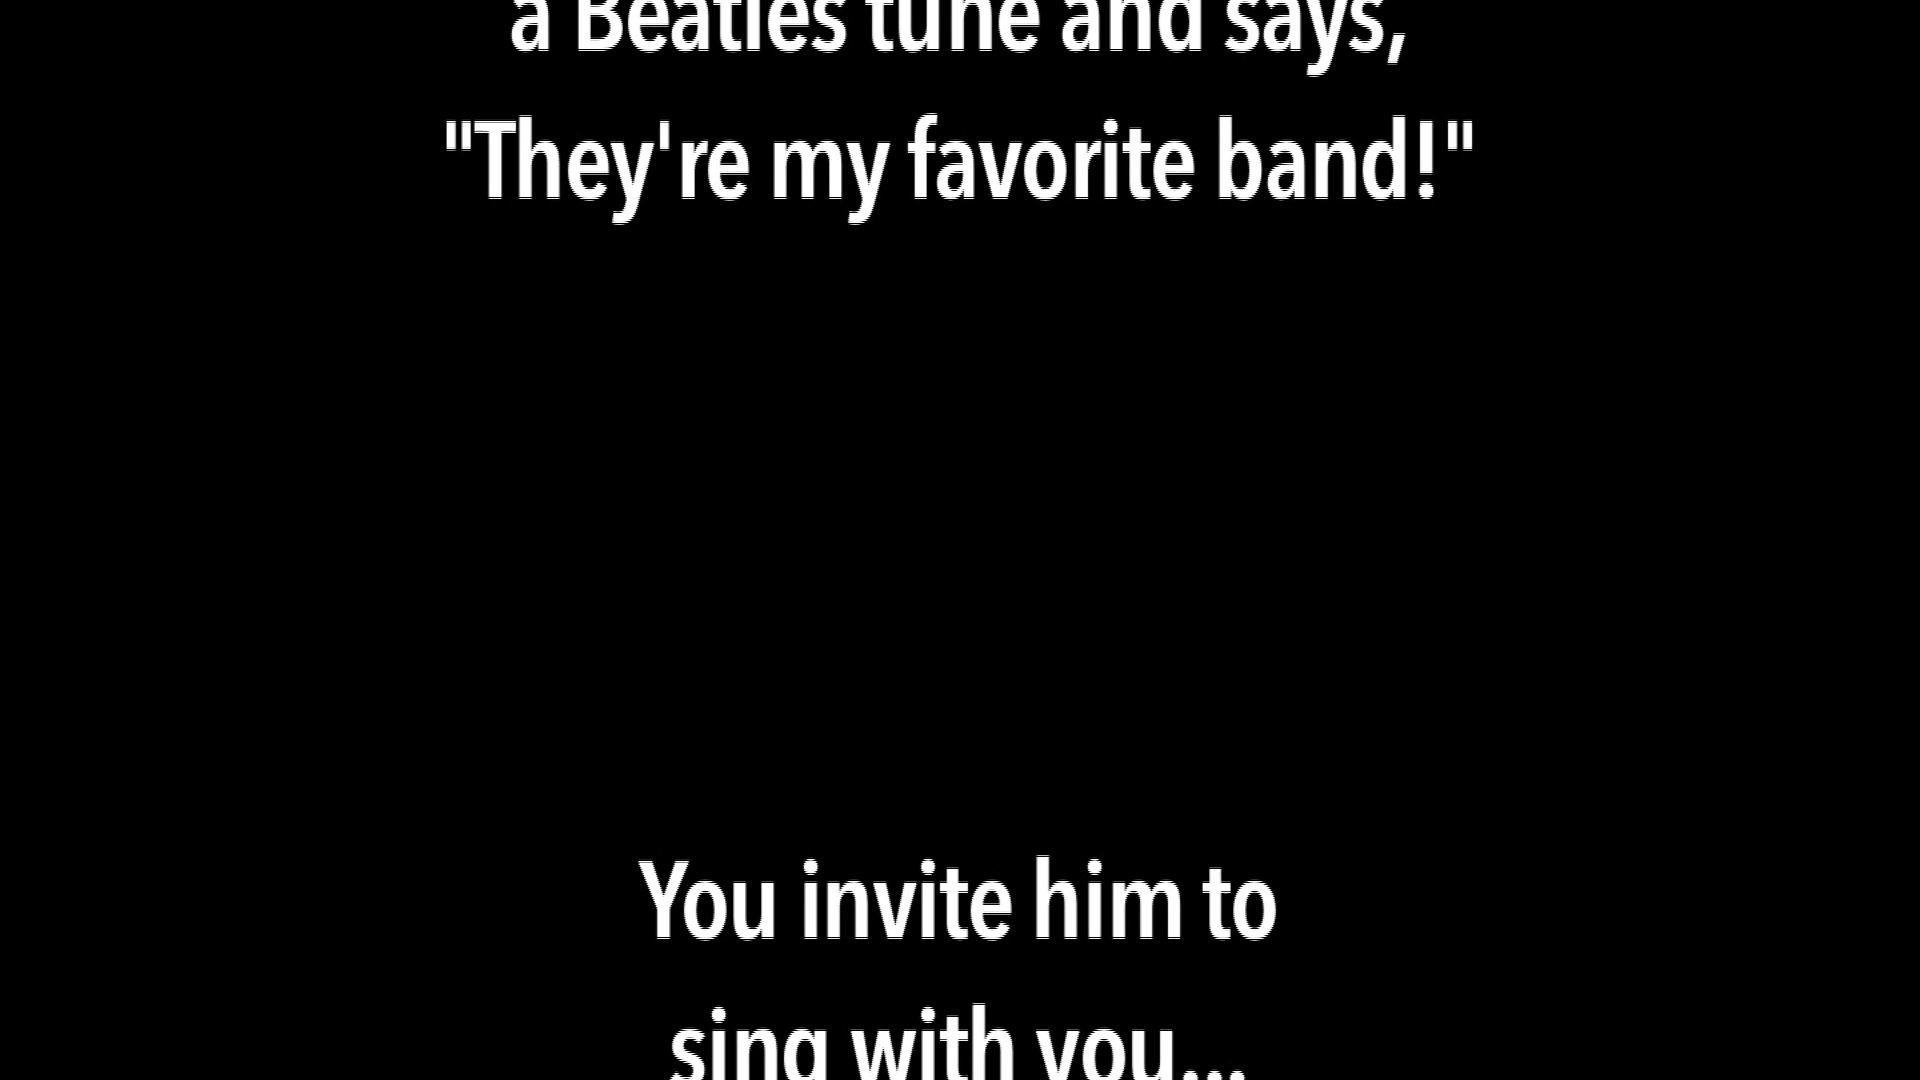 a Beatles tune and says,
"They're my favorite band!"
You invite him to
sing with you...